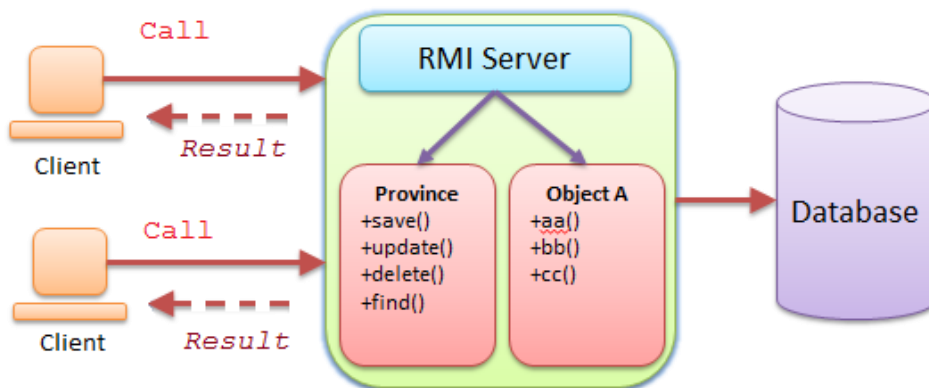 Call
Result
Client
Call
Result
Client
RMI Server
Province
+save()
+update()
+delete()
+find()
Object A
+aa()
+bb()
+cc()
Database